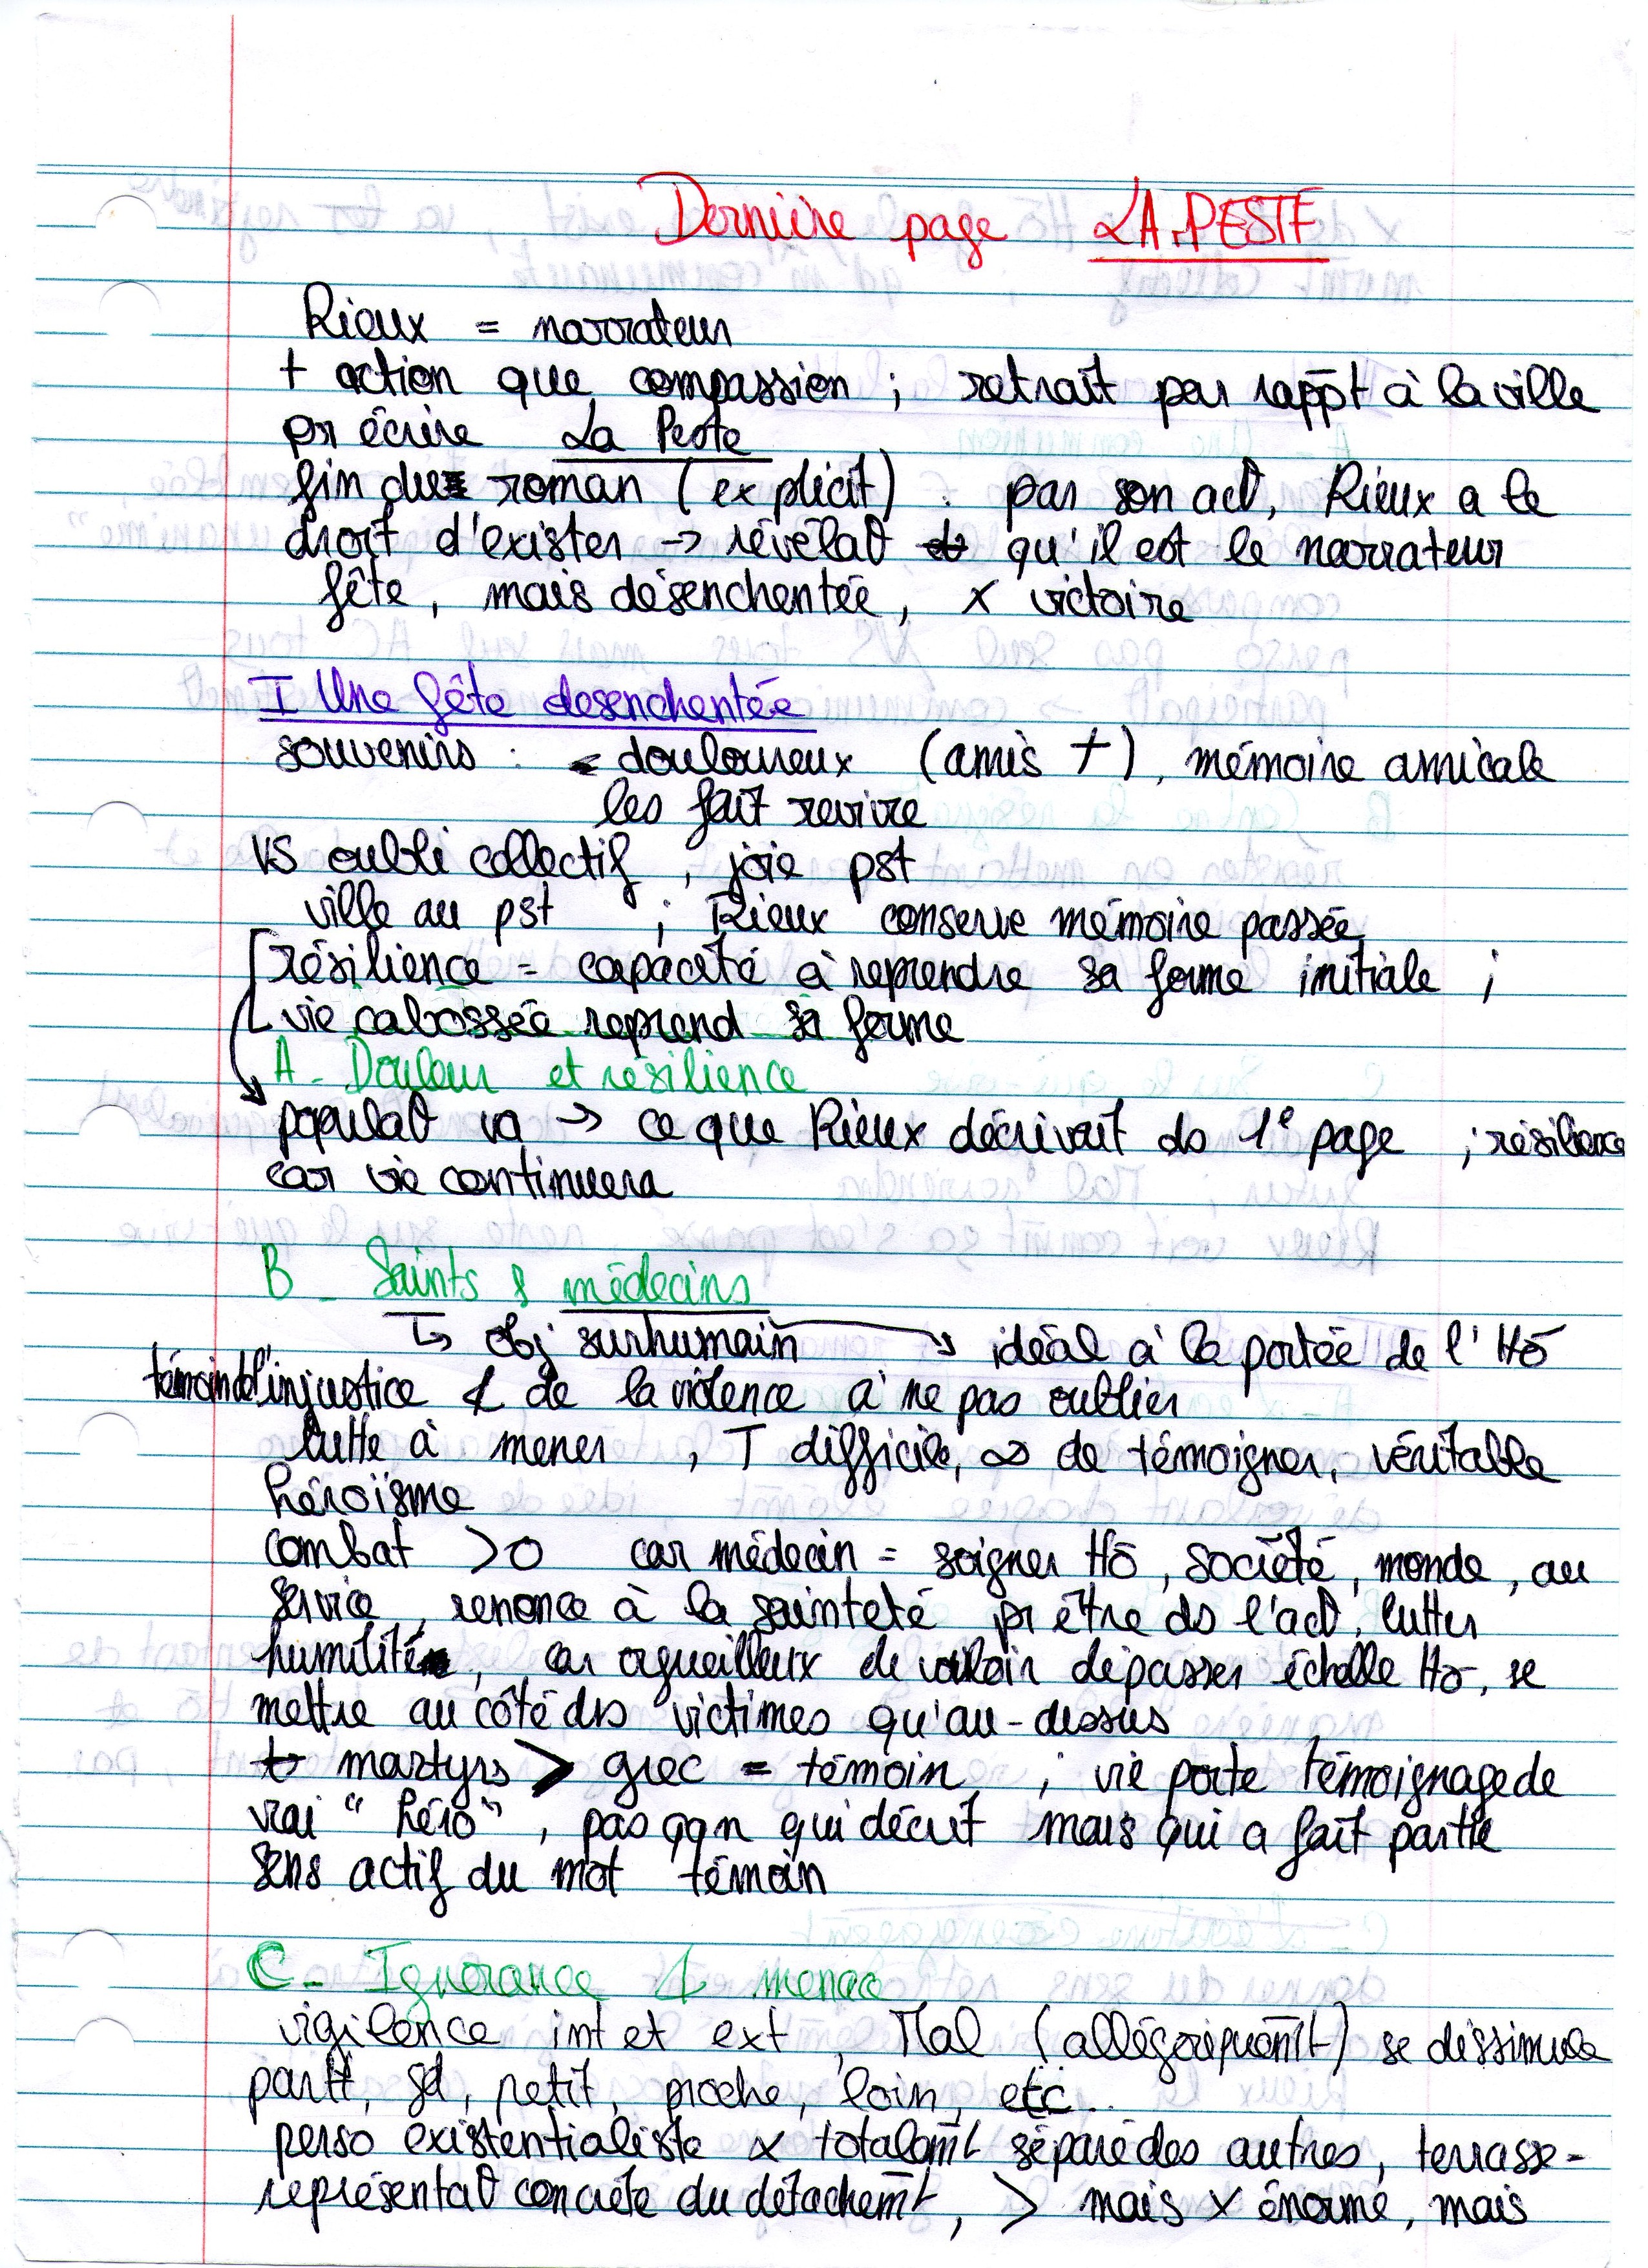 Dernière page LA PESTE
Rieux = narrateur
+ action que compassion ; retrait par rappt à la ville
pr écrire La Peste
fin du roman (explicit) : par son act°, Rieux a le
droit d'exister → révélat° qu'il est le narrateur
fête, mais désenchentée, x victoire
I Une fête desenchentée
souvenirs : douloureux (amis †), mémoire amicale
les fait revivre
VS oubli collectif, joie pst
ville au pst ; Rieux conserve mémoire passée
résilience = capacité à reprendre sa forme initiale ;
vie cabossée reprend sa forme
A - Douleur et résilience
populat° va → ce que Rieux décrivait ds 1e page ; résilience
car vie continuera
B - Saints & médecins
↳ obj surhumain → idéal à la portée de l'Hô
témoin de l'injustice & de la violence à ne pas oublier
lutte à mener, T difficile, ∞ de témoigner, véritable
héroïsme
combat >0 car médecin = soigner Hô, société, monde, au
service, renonce à la sainteté pr être ds l'act°, lutter
humilité, car orgueilleux de vouloir dépasser échelle Hô, se
mettre au côté des victimes qu'au-dessus
martyrs > grec = témoin ; vie porte témoignage de
vrai "héro", pas qqn qui décrit mais qui a fait partie
sens actif du mot témoin
C - Ignorance & menace
vigilence int et ext, Mal (allégoriquemt) se dissimule
partt, gd, petit, proche, loin, etc..
perso existentialiste x totalemt séparé des autres, terrasse -
représentat° concrète du détachemt, > mais x énorme, mais